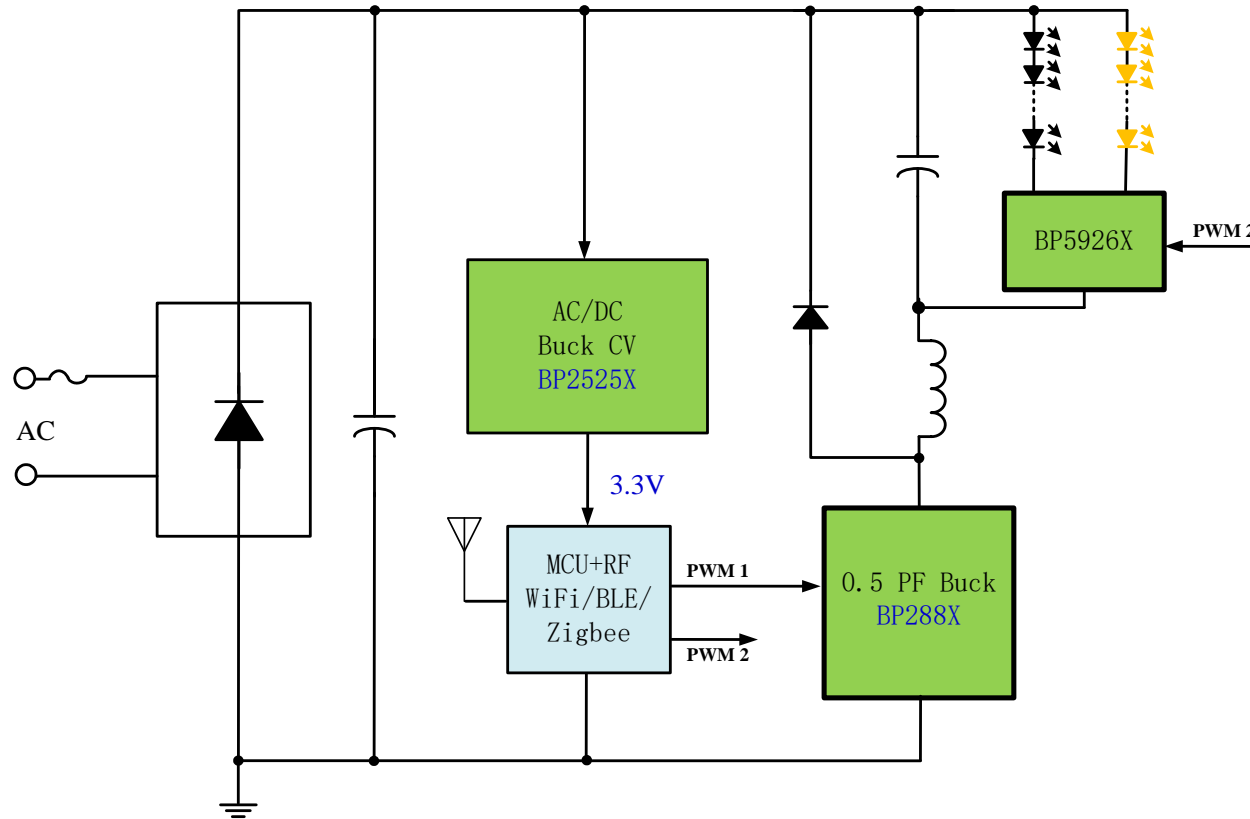 BP5926X
PWM 2
AC/DC
Buck CV
BP2525X
AC
3.3V
MCU+RF
WiFi/BLE/
Zigbee
PWM 1
PWM 2
0.5 PF Buck
BP288X